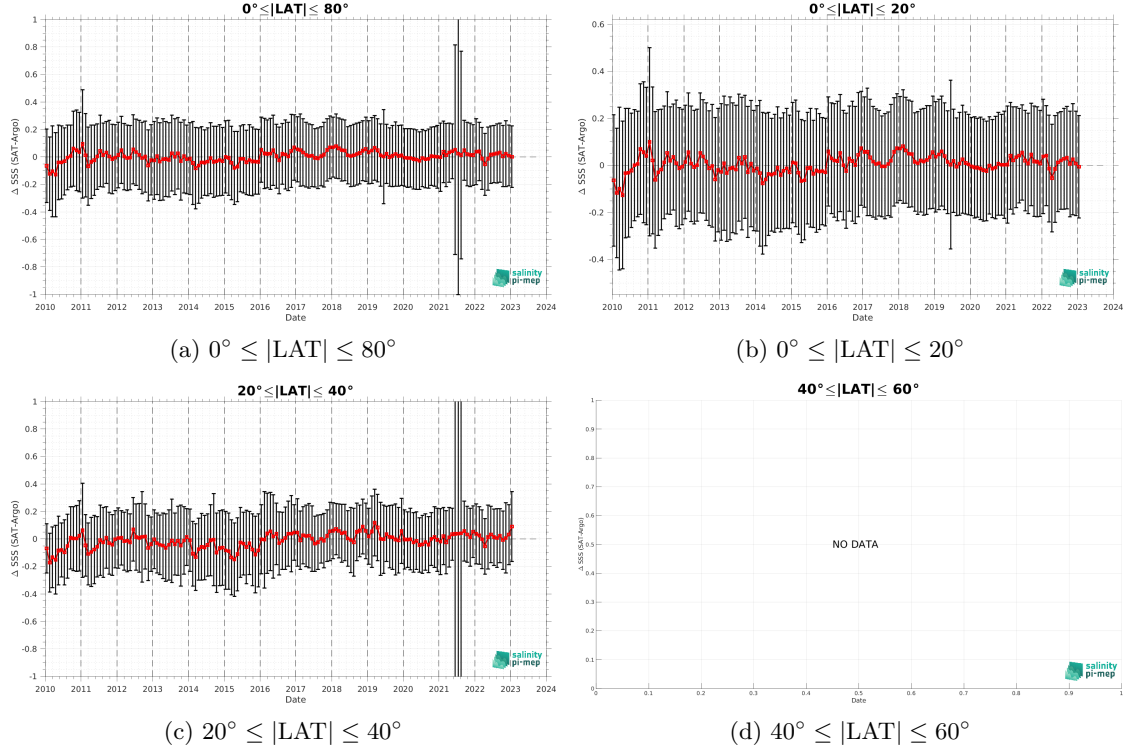 0°≤|LAT|≤ 80°
Δ SSS (SAT-Argo)
1
0.8
0.6
0.4
0.2
0
-0.2
-0.4
-0.6
-0.8
-1
2010 2011 2012 2013 2014 2015 2016 2017 2018 2019 2020 2021 2022 2023 2024
Date
salinity
pi-mep
(a) 0° ≤ |LAT| ≤ 80°
0°≤|LAT|≤ 20°
Δ SSS (SAT-Argo)
0.6
0.4
0.2
0
-0.2
-0.4
2010 2011 2012 2013 2014 2015 2016 2017 2018 2019 2020 2021 2022 2023 2024
Date
salinity
pi-mep
(b) 0° ≤ |LAT| ≤ 20°
20°≤|LAT|≤ 40°
Δ SSS (SAT-Argo)
1
0.8
0.6
0.4
0.2
0
-0.2
-0.4
-0.6
-0.8
-1
2010 2011 2012 2013 2014 2015 2016 2017 2018 2019 2020 2021 2022 2023 2024
Date
salinity
pi-mep
(c) 20° ≤ |LAT| ≤ 40°
40°≤|LAT|≤ 60°
Δ SSS (SAT-Argo)
1
0.9
0.8
0.7
0.6
0.5
0.4
0.3
0.2
0.1
0
NO DATA
0 0.1 0.2 0.3 0.4 0.5 0.6 0.7 0.8 0.9 1
Date
salinity
pi-mep
(d) 40° ≤ |LAT| ≤ 60°